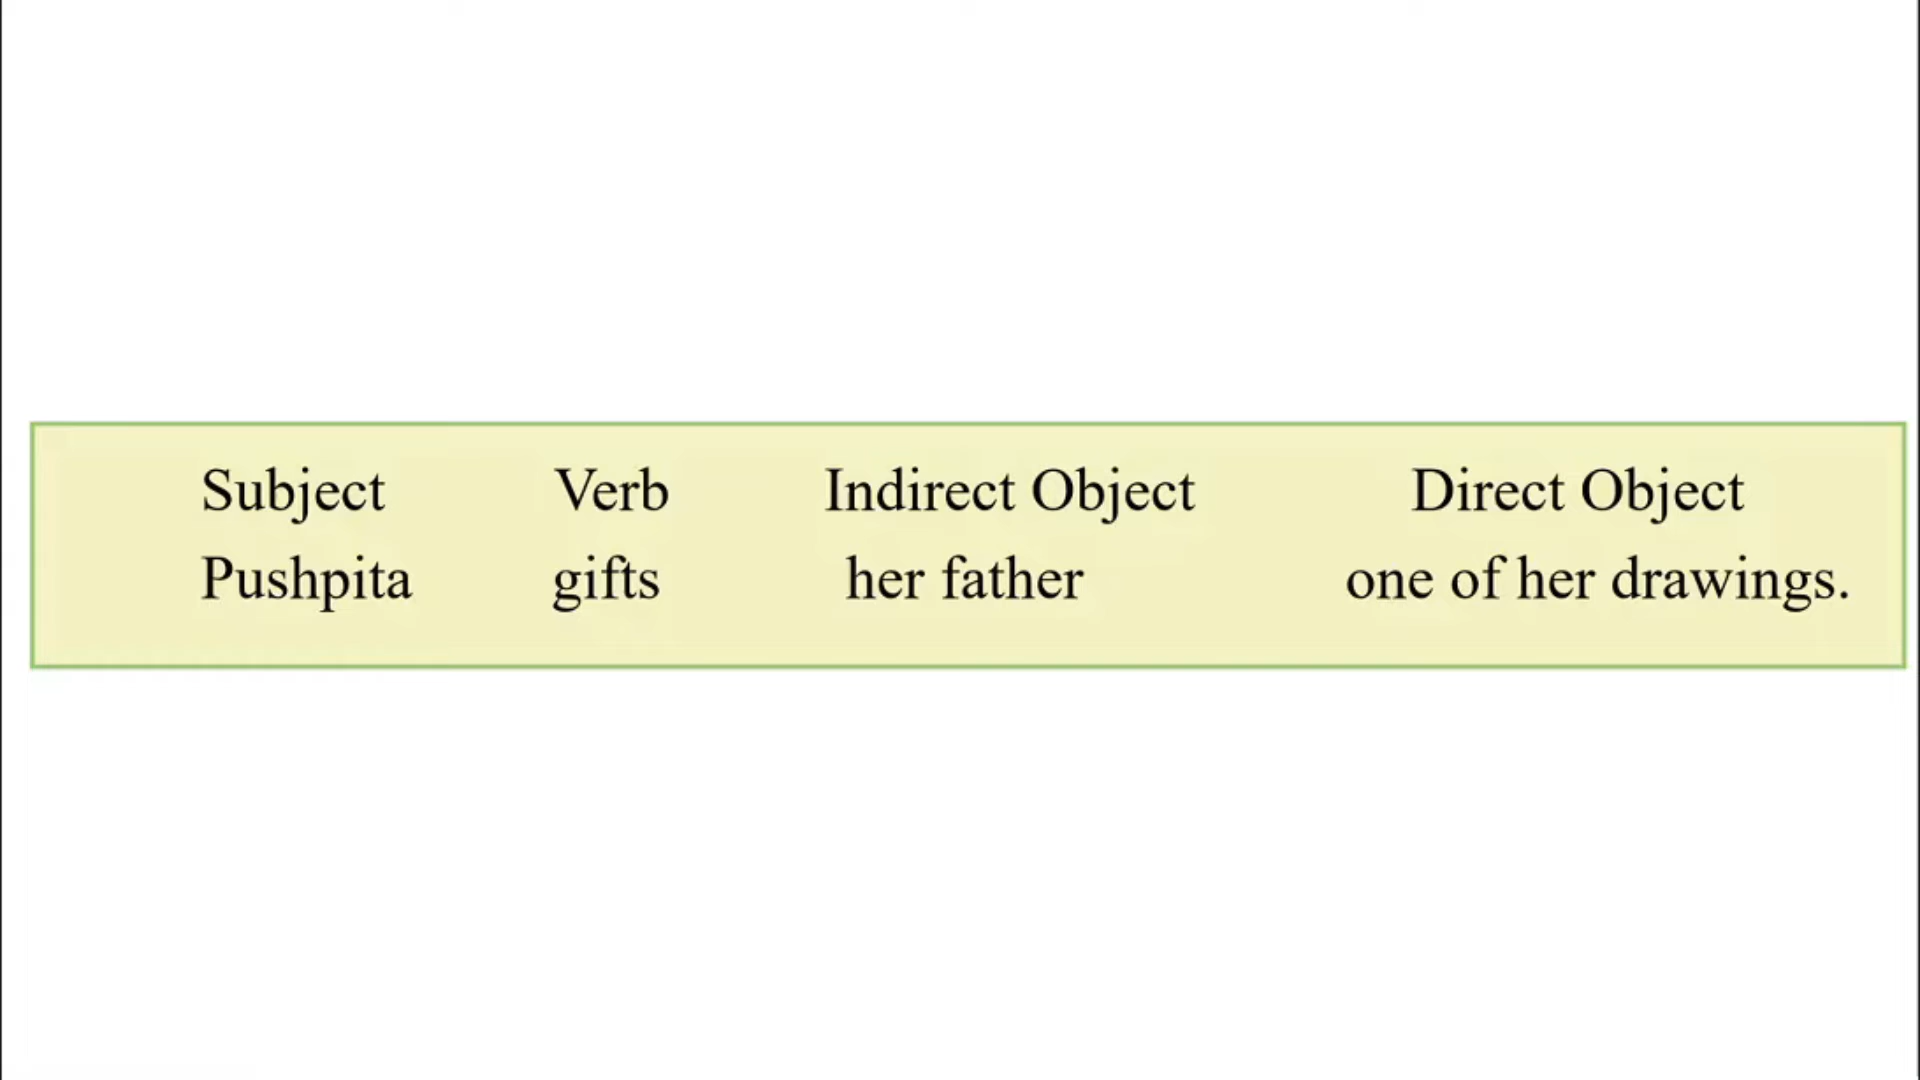 Subject Verb Indirect Object Direct Object
Pushpita gifts her father one of her drawings.